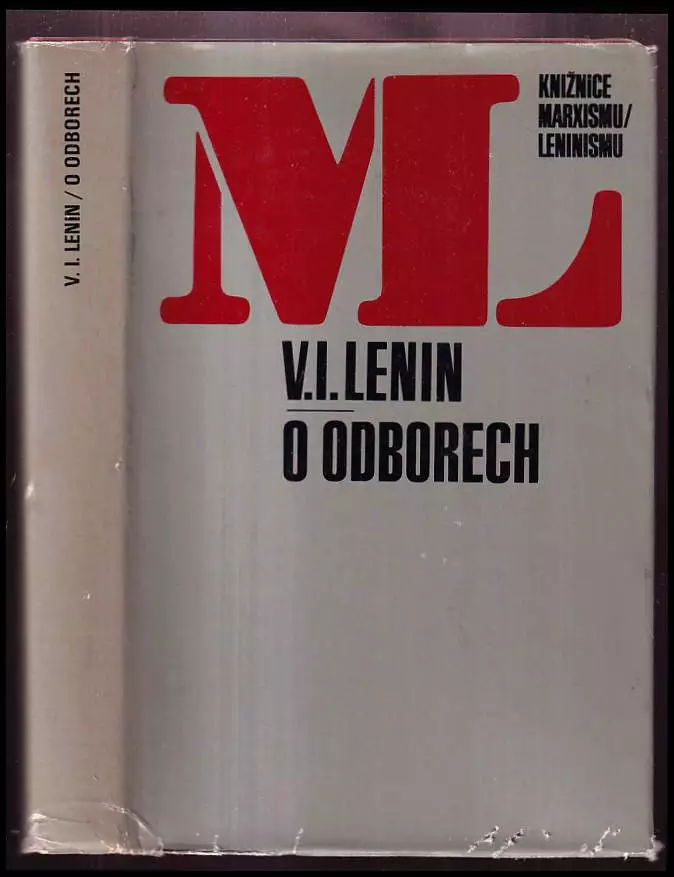 V. I. LENIN / O ODBORECH
ML
KNIŽNICE
MARXISMU/
LENINISMU
V.I. LENIN
O ODBORECH